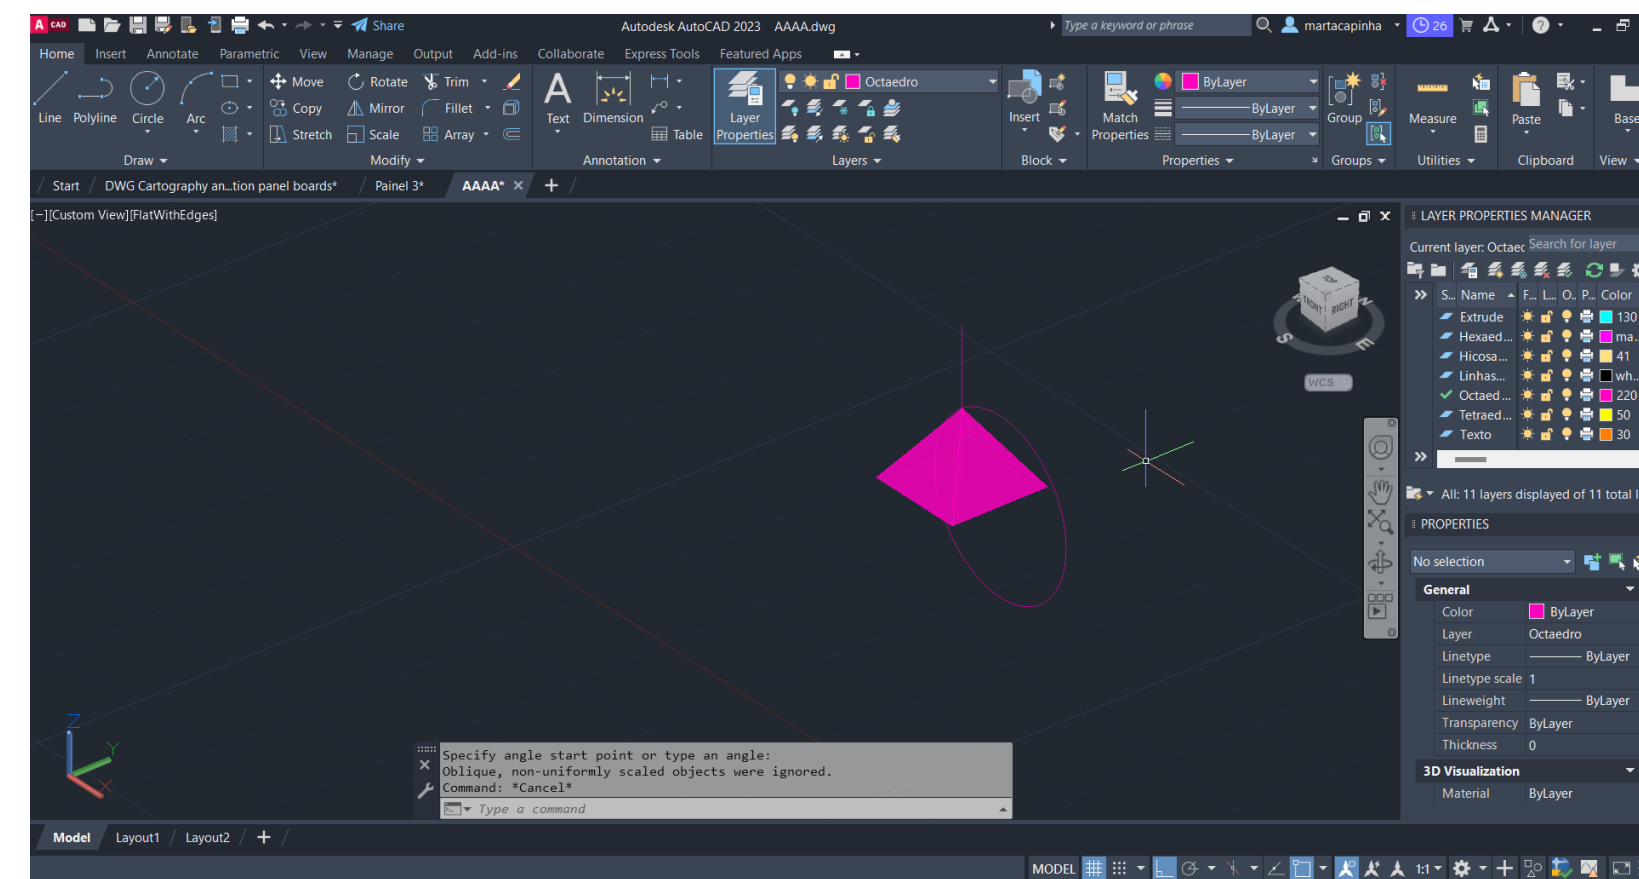 A CAD Share Autodesk AutoCAD 2023 AAAA.dwg Type a keyword or phrase martacapinha 26 ?
Home Insert Annotate Parametric View Manage Output Add-ins Collaborate Express Tools Featured Apps
Line Polyline Circle Arc
Move Rotate Trim
Copy Mirror Fillet
Stretch Scale Array
A Text Dimension Table
Layer Properties
Octaedro
Insert
Match Properties
ByLayer
ByLayer
ByLayer
Group
Measure
Paste
Base
Draw Modify Annotation Layers Block Properties Groups Utilities Clipboard View
Start DWG Cartography an...tion panel boards* Painel 3* AAAA*
[−][Custom View][FlatWithEdges]
TOP
FRONT RIGHT
N
S
E
WCS
LAYER PROPERTIES MANAGER
Current layer: Octaec Search for layer
S.. Name F... L... O.. P... Color
Extrude 130
Hexaed... ma...
Hicosa... 41
Linhas... wh...
Octaed... 220
Tetraed... 50
Texto 30
All: 11 layers displayed of 11 total l
PROPERTIES
No selection
General
Color ByLayer
Layer Octaedro
Linetype ByLayer
Linetype scale 1
Lineweight ByLayer
Transparency ByLayer
Thickness 0
3D Visualization
Material ByLayer
Z
Y
X
Specify angle start point or type an angle:
Oblique, non-uniformly scaled objects were ignored.
Command: *Cancel*
Type a command
Model Layout1 Layout2 +
MODEL 1:1